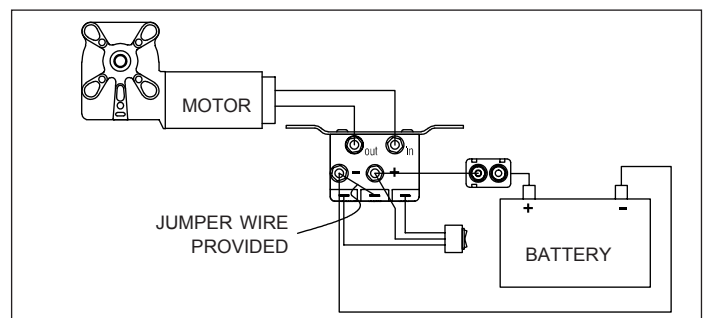 MOTOR
out
in
- +
JUMPER WIRE
PROVIDED
+ -
BATTERY